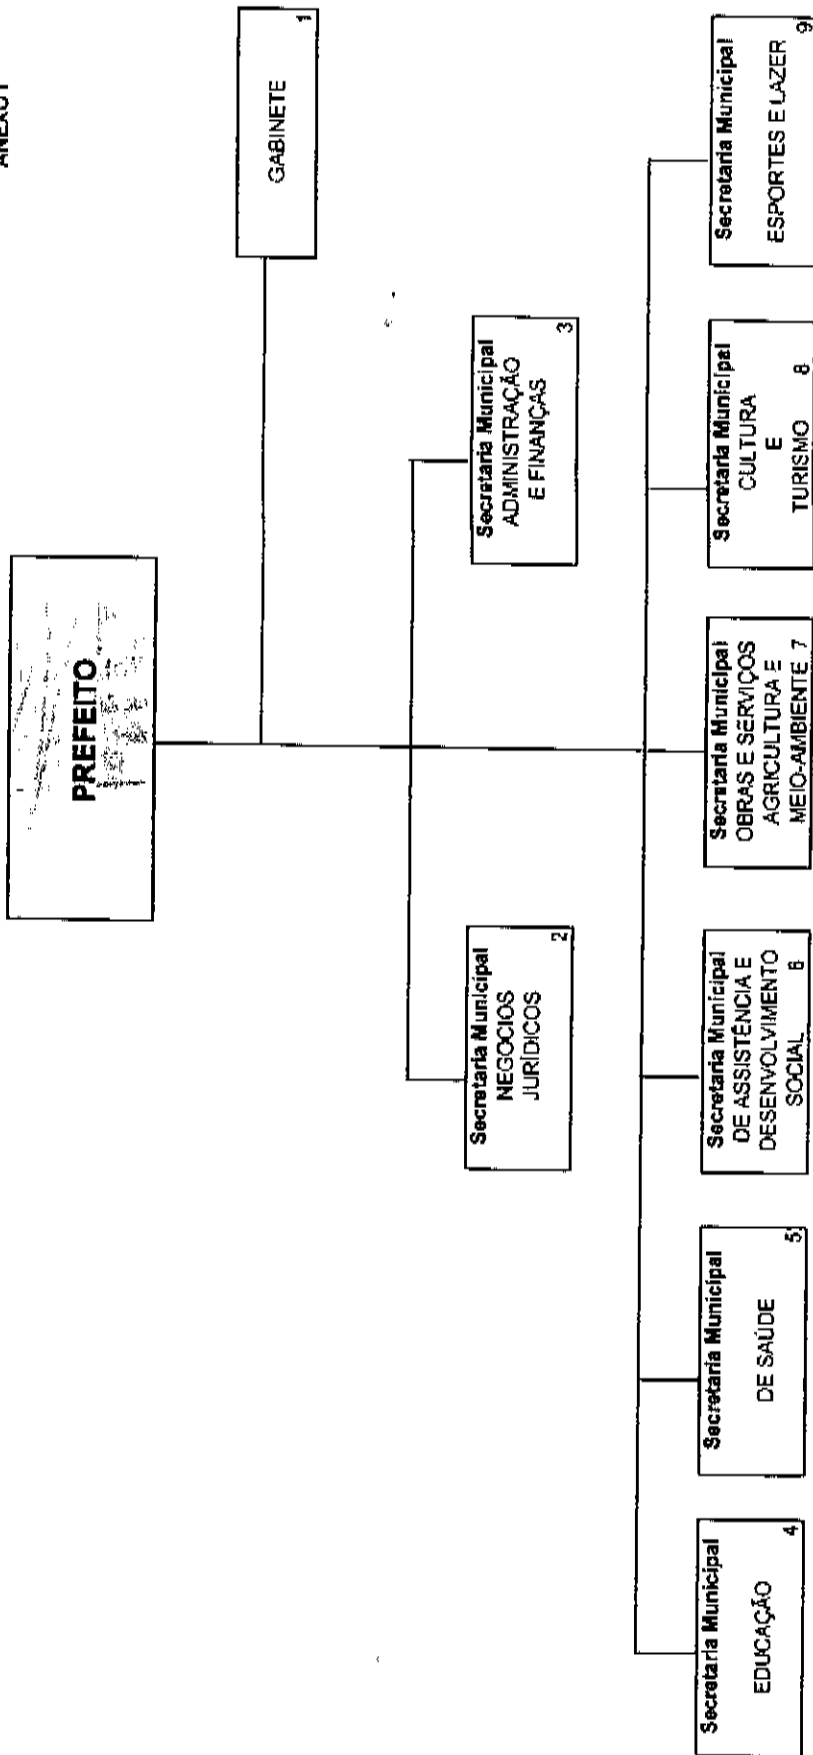 ANEXO I
PREFEITO
GABINETE
1
Secretaria Municipal
NEGOCIOS
JURÍDICOS
2
Secretaria Municipal
ADMINISTRAÇÃO
E FINANÇAS
3
Secretaria Municipal
EDUCAÇÃO
4
Secretaria Municipal
DE SAÚDE
5
Secretaria Municipal
DE ASSISTÊNCIA E
DESENVOLVIMENTO
SOCIAL 6
Secretaria Municipal
OBRAS E SERVIÇOS
AGRICULTURA E
MEIO-AMBIENTE 7
Secretaria Municipal
CULTURA
E
TURISMO 8
Secretaria Municipal
ESPORTES E LAZER
9